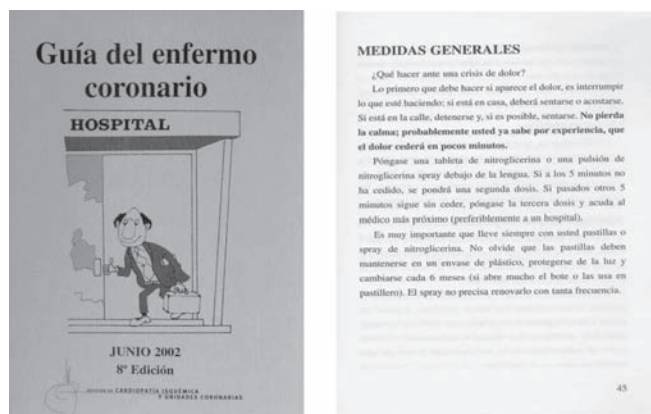 Guía del enfermo
coronario
HOSPITAL
JUNIO 2002
8ª Edición
SECCIÓN DE CARDIOPATÍA ISQUÉMICA
Y UNIDADES CORONARIAS
MEDIDAS GENERALES
¿Qué hacer ante una crisis de dolor?
Lo primero que debe hacer si aparece el dolor, es interrumpir
lo que esté haciendo; si está en casa, deberá sentarse o acostarse.
Si está en la calle, detenerse y, si es posible, sentarse. No pierda
la calma; probablemente usted ya sabe por experiencia, que
el dolor cederá en pocos minutos.
Póngase una tableta de nitroglicerina o una pulsión de
nitroglicerina spray debajo de la lengua. Si a los 5 minutos no
ha cedido, se pondrá una segunda dosis. Si pasados otros 5
minutos sigue sin ceder, póngase la tercera dosis y acuda al
médico más próximo (preferiblemente a un hospital).
Es muy importante que lleve siempre con usted pastillas o
spray de nitroglicerina. No olvide que las pastillas deben
mantenerse en un envase de plástico, protegerse de la luz y
cambiarse cada 6 meses (si abre mucho el bote o las usa en
pastillero). El spray no precisa renovarlo con tanta frecuencia.
45